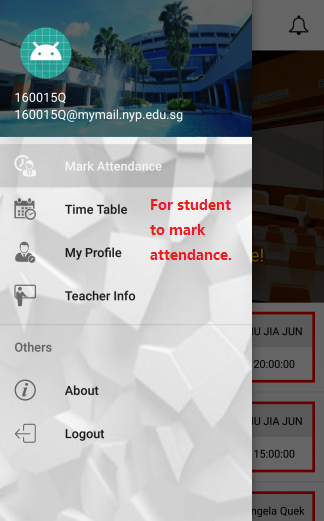 160015Q
160015Q@mymail.nyp.edu.sg
Mark Attendance
Time Table
For student
to mark
attendance.
My Profile
e!
Teacher Info
JIA JUN
20:00:00
Others
About
JIA JUN
15:00:00
Logout
ngela Quek